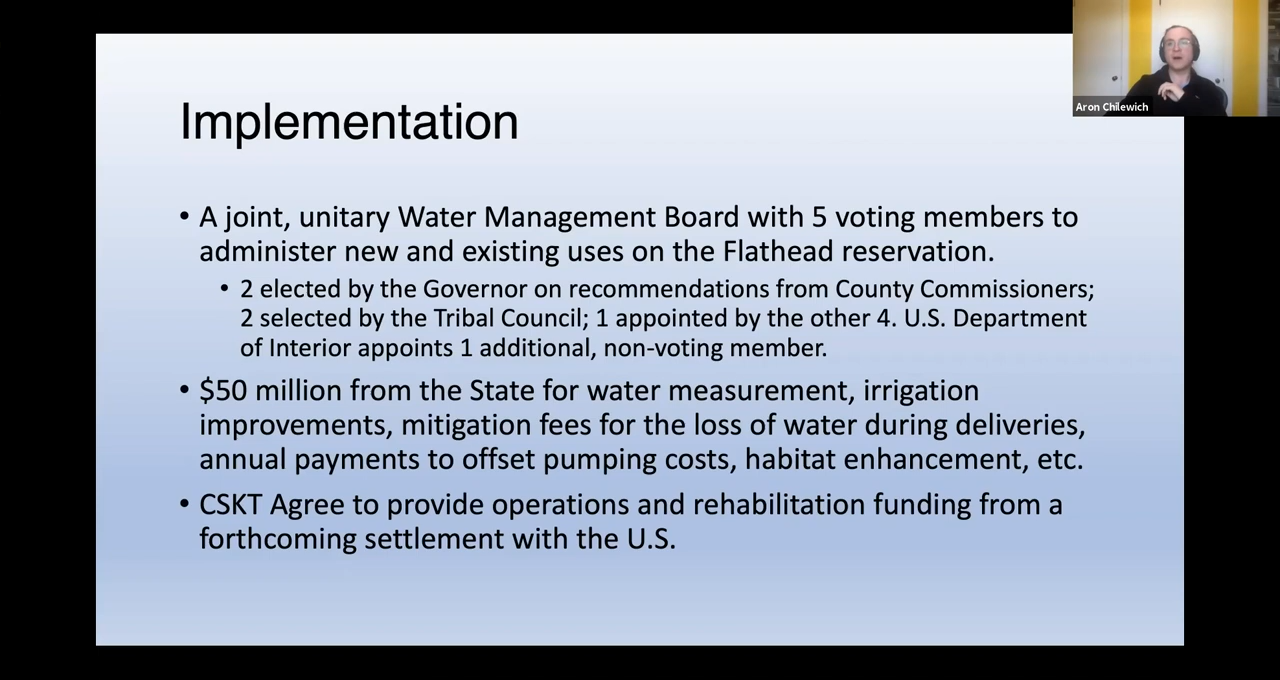 Aron Chilewich
Implementation
• A joint, unitary Water Management Board with 5 voting members to
administer new and existing uses on the Flathead reservation.
• 2 elected by the Governor on recommendations from County Commissioners;
2 selected by the Tribal Council; 1 appointed by the other 4. U.S. Department
of Interior appoints 1 additional, non-voting member.
• $50 million from the State for water measurement, irrigation
improvements, mitigation fees for the loss of water during deliveries,
annual payments to offset pumping costs, habitat enhancement, etc.
• CSKT Agree to provide operations and rehabilitation funding from a
forthcoming settlement with the U.S.